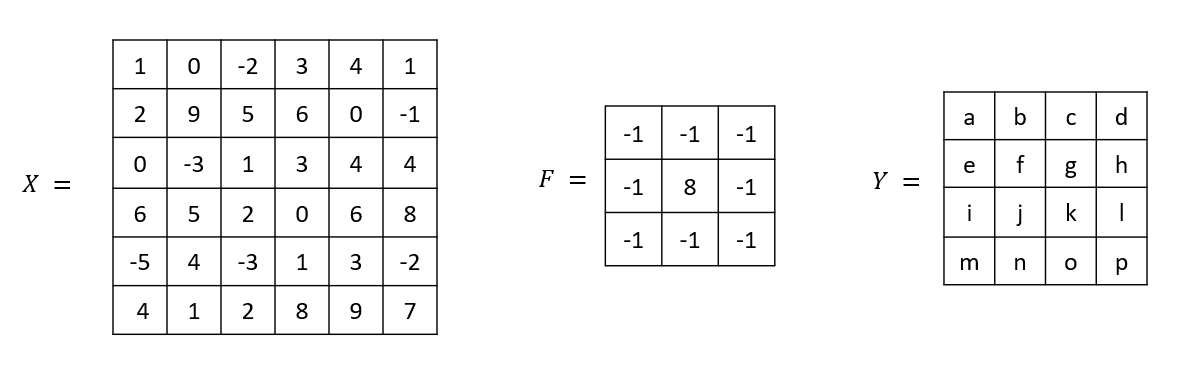 X =
1 0 -2 3 4 1
2 9 5 6 0 -1
0 -3 1 3 4 4
6 5 2 0 6 8
-5 4 -3 1 3 -2
4 1 2 8 9 7
F =
-1 -1 -1
-1 8 -1
-1 -1 -1
Y =
a b c d
e f g h
i j k l
m n o p